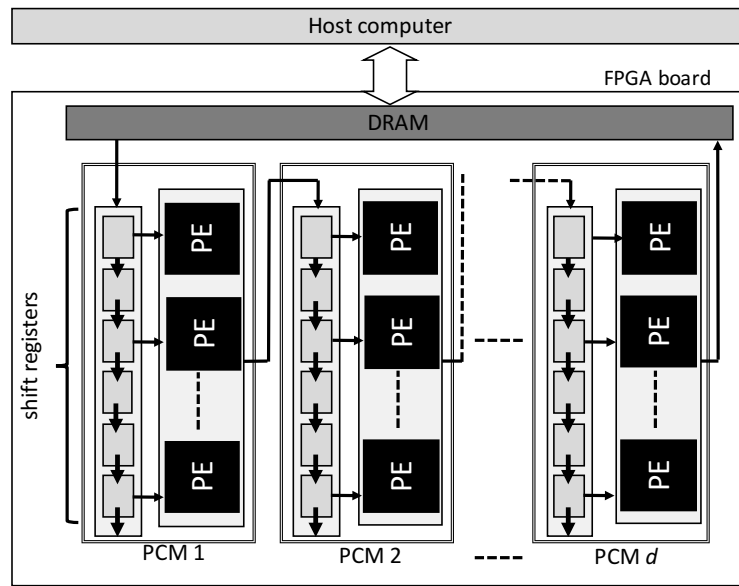 Host computer
FPGA board
DRAM
shift registers
PE
PE
PE
PE
PE
PE
PE
PE
PE
PCM 1
PCM 2
PCM d